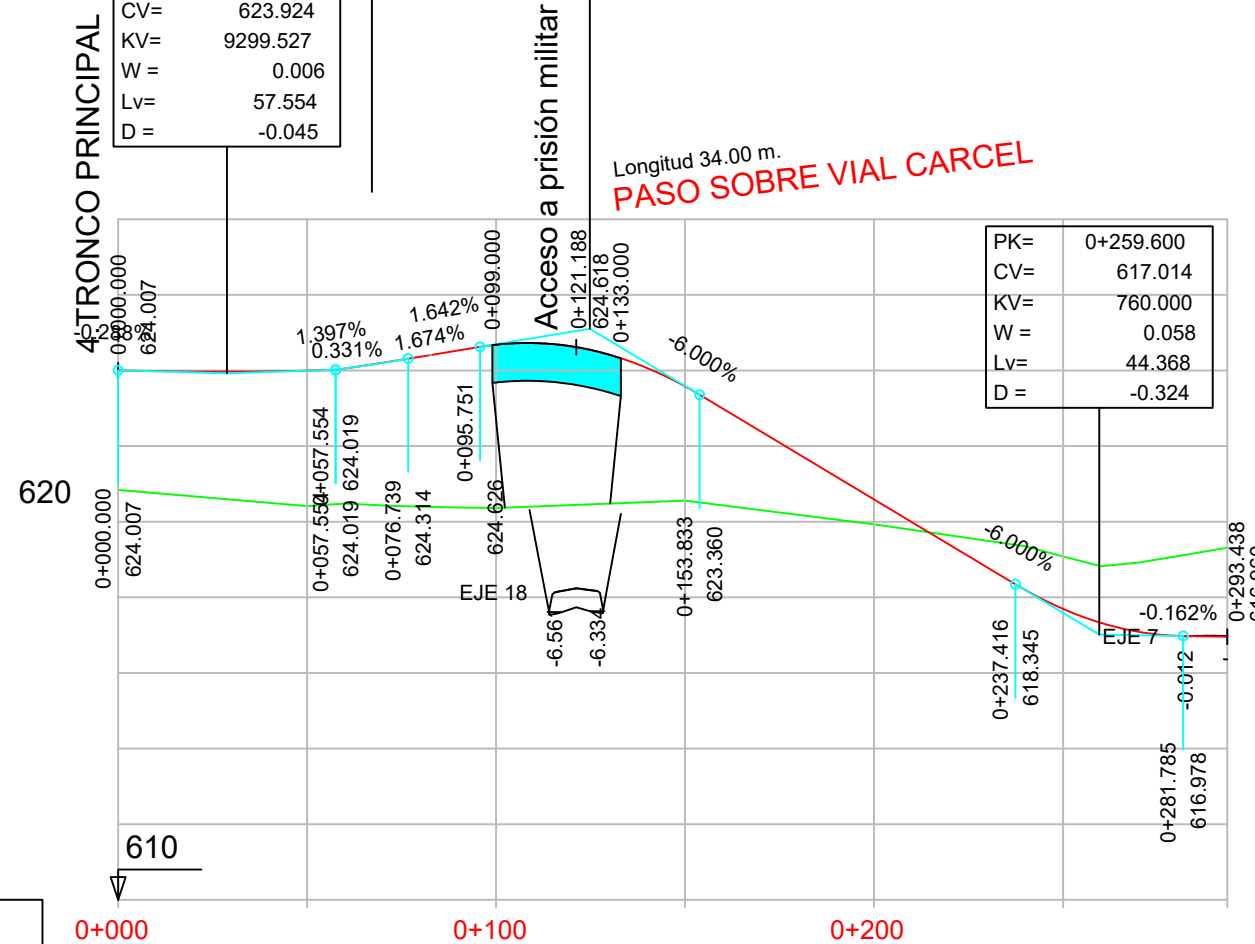 CV= 623.924
KV= 9299.527
W = 0.006
Lv= 57.554
D = -0.045
4 TRONCO PRINCIPAL
Acceso a prisión militar
Longitud 34.00 m.
PASO SOBRE VIAL CARCEL
PK= 0+259.600
CV= 617.014
KV= 760.000
W = 0.058
Lv= 44.368
D = -0.324
0+000.000
624.007
-0.288%
1.397%
0.331%
1.642%
1.674%
0+099.000
0+121.188
624.618
0+133.000
-6.000%
620
0+000.000
624.007
0+057.554
624.019
0+057.554
624.019
0+076.739
624.314
0+095.751
624.626
EJE 18
-6.56
-6.334
0+153.833
623.360
-6.000%
0+237.416
618.345
-0.162%
EJE 7
-0.012
0+281.785
616.978
0+293.438
610
0+000
0+100
0+200